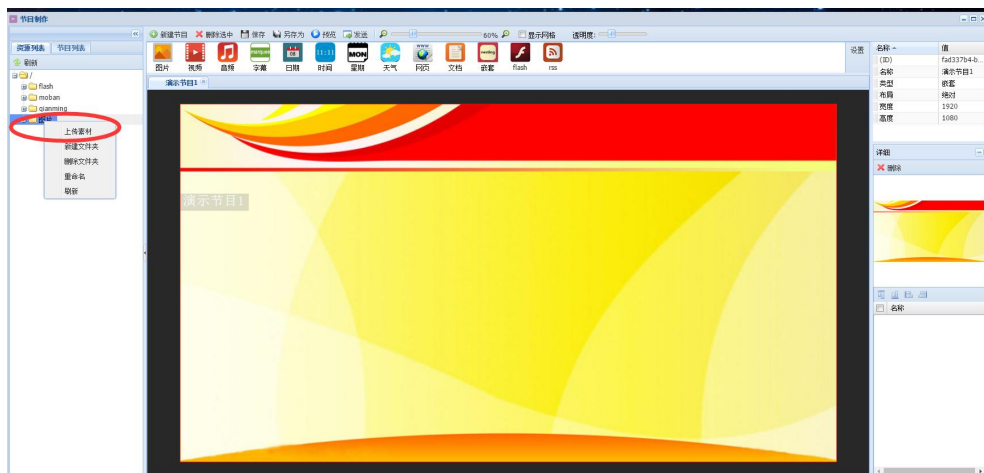 节目制作
新建节目 删除选中 保存 另存为 预览 发送 60% 显示网格 透明度:
资源列表 节目列表
刷新
/
flash
moban
qianming
图片
上传素材
新建文件夹
删除文件夹
重命名
刷新
图片 视频 音频 字幕 日期 时间 星期 天气 网页 文档 嵌套 flash rss
设置
演示节目1
演示节目1
名称 值
(ID) fad337b4-b...
名称 演示节目1
类型 嵌套
布局 绝对
宽度 1920
高度 1080
详细
删除
名称